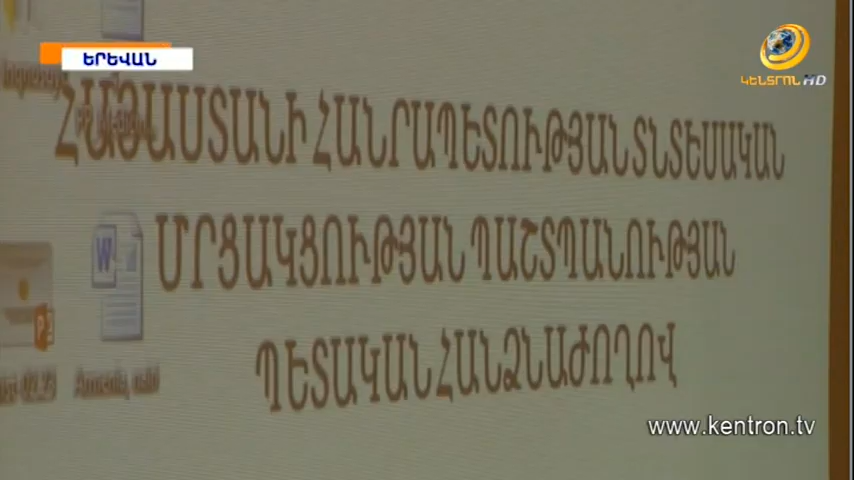 ԵՐԵՎԱՆ
ԿԵՆՏՐՈՆ HD
ՀԱՅԱՍՏԱՆԻ ՀԱՆՐԱՊԵՏՈՒԹՅԱՆ ՏՆՏԵՍԱԿԱՆ
ՄՐՑԱԿՑՈՒԹՅԱՆ ՊԱՇՏՊԱՆՈՒԹՅԱՆ
ՊԵՏԱԿԱՆ ՀԱՆՁՆԱԺՈՂՈՎ
www.kentron.tv